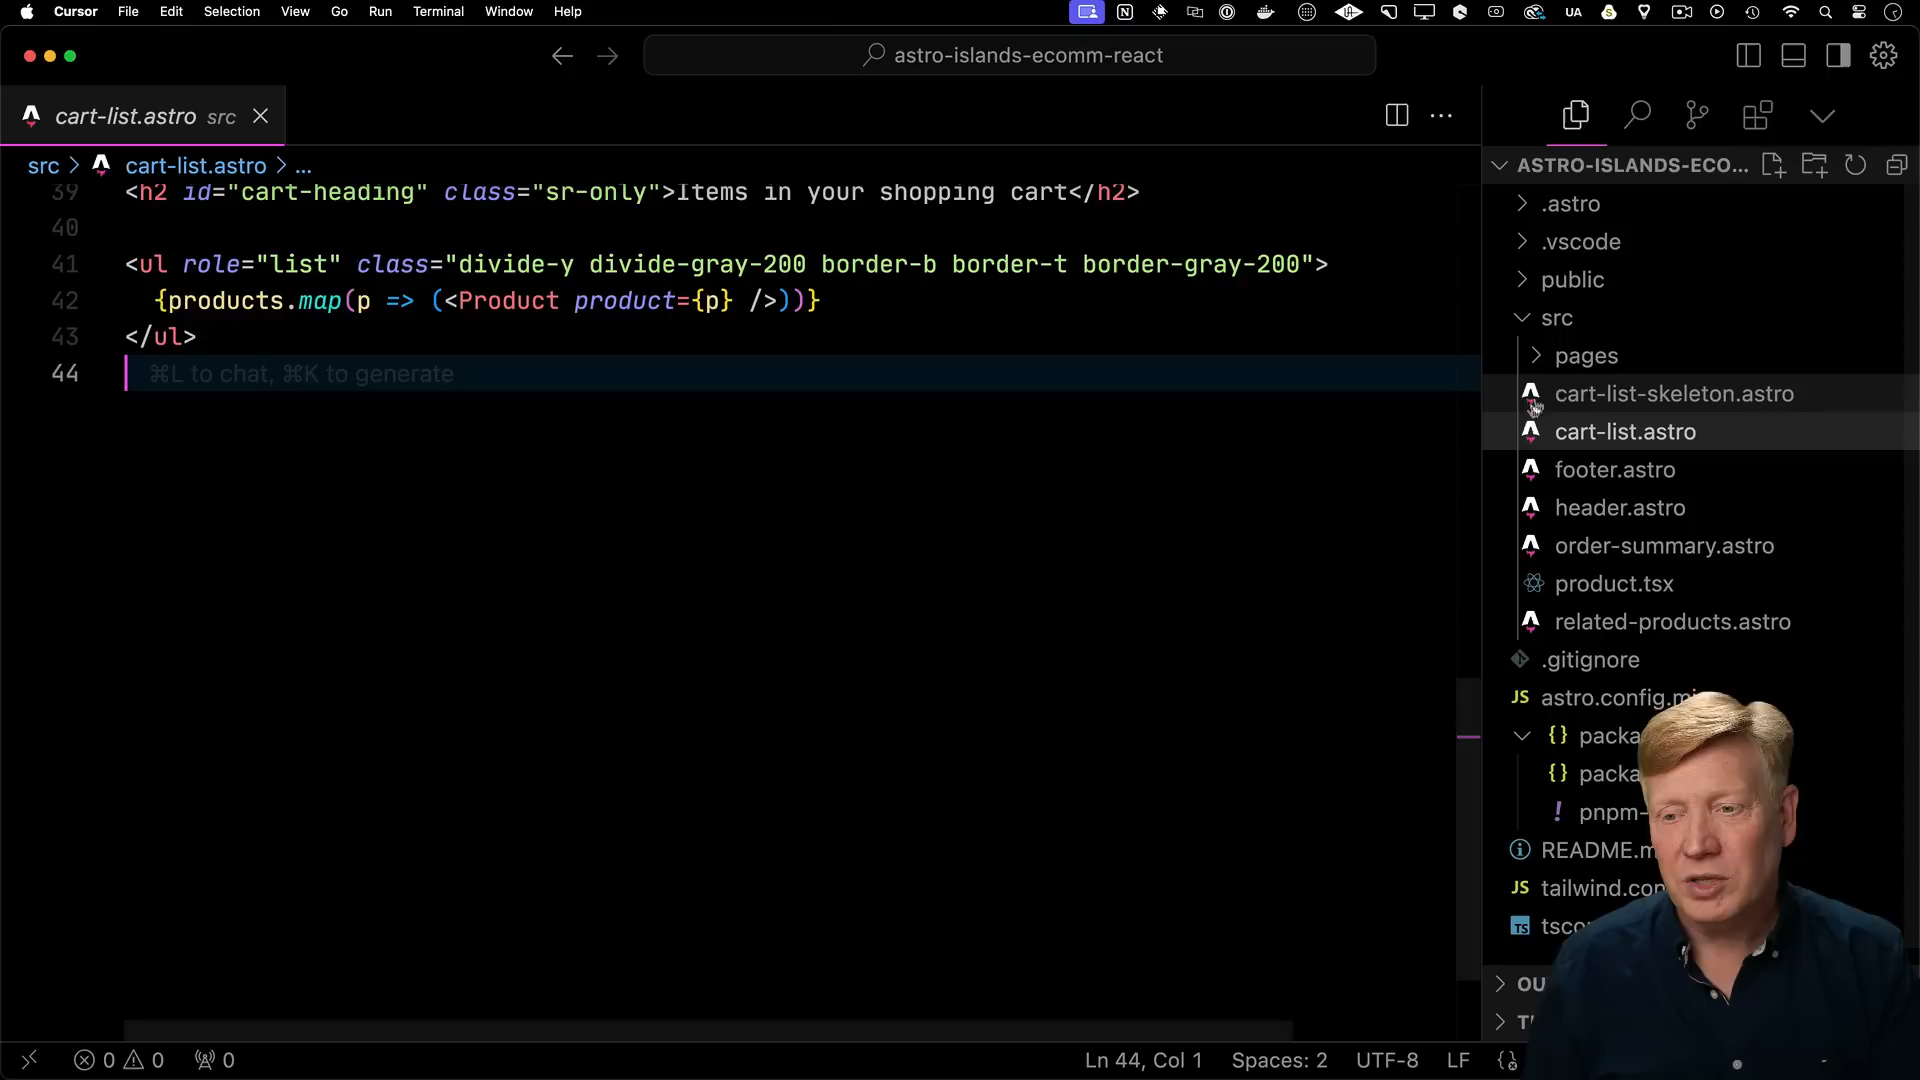 Cursor File Edit Selection View Go Run Terminal Window Help UA
astro-islands-ecomm-react
cart-list.astro src
src > cart-list.astro > ...
39 <h2 id="cart-heading" class="sr-only">Items in your shopping cart</h2>
40
41 <ul role="list" class="divide-y divide-gray-200 border-b border-t border-gray-200">
42 {products.map(p => (<Product product={p} />))}
43 </ul>
44 ⌘L to chat, ⌘K to generate
ASTRO-ISLANDS-ECO...
.astro
.vscode
public
src
pages
cart-list-skeleton.astro
cart-list.astro
footer.astro
header.astro
order-summary.astro
product.tsx
related-products.astro
.gitignore
JS astro.config.m
{} packa
{} packa
! pnpm-
README.m
JS tailwind.con
TS tscon
OU
TI
0 0 0
Ln 44, Col 1 Spaces: 2 UTF-8 LF